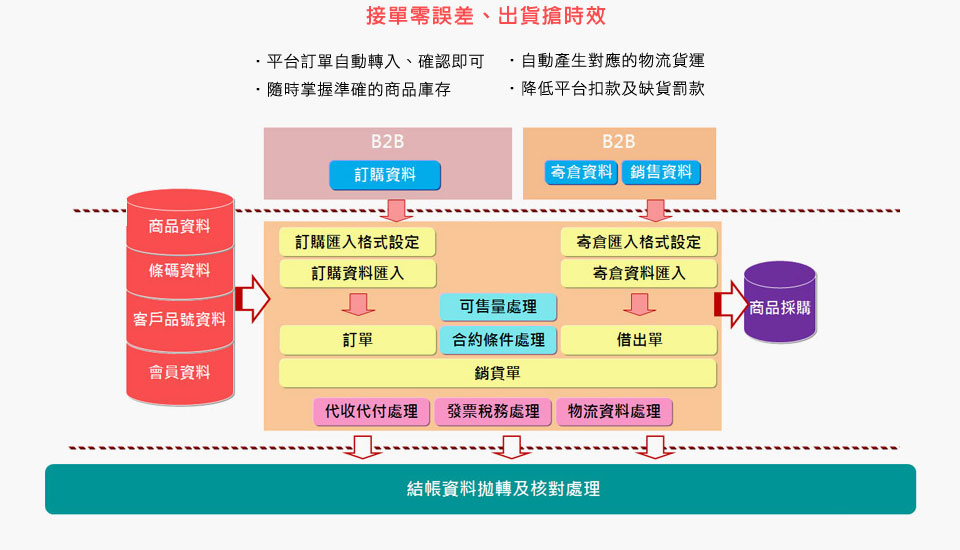 接單零誤差、出貨搶時效
・平台訂單自動轉入、確認即可
・自動產生對應的物流貨運
・隨時掌握準確的商品庫存
・降低平台扣款及缺貨罰款
B2B
B2B
訂購資料
寄倉資料
銷售資料
商品資料
條碼資料
客戶品號資料
會員資料
訂購匯入格式設定
寄倉匯入格式設定
訂購資料匯入
寄倉資料匯入
可售量處理
訂單
合約條件處理
借出單
銷貨單
代收代付處理
發票稅務處理
物流資料處理
商品採購
結帳資料拋轉及核對處理